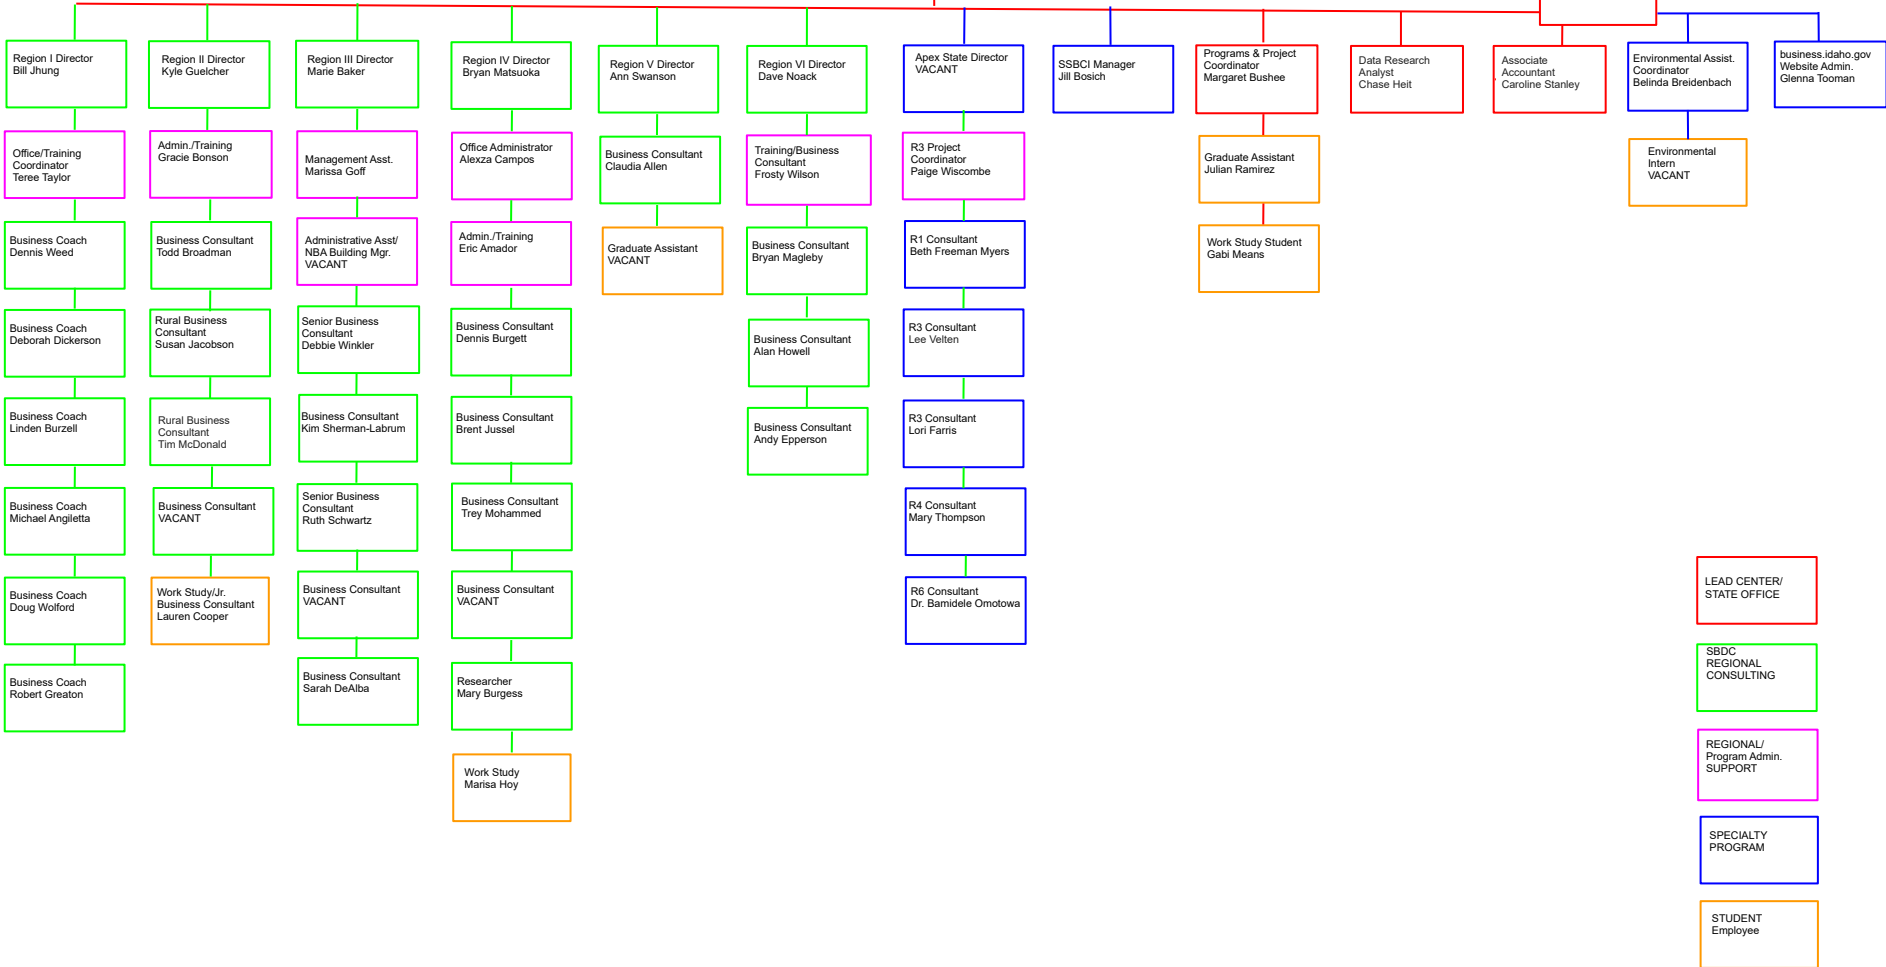 Region I Director
Bill Jhung
Region II Director
Kyle Guelcher
Region III Director
Marie Baker
Region IV Director
Bryan Matsuoka
Region V Director
Ann Swanson
Region VI Director
Dave Noack
Apex State Director
VACANT
SSBCI Manager
Jill Bosich
Programs & Project
Coordinator
Margaret Bushee
Data Research
Analyst
Chase Heit
Associate
Accountant
Caroline Stanley
Environmental Assist.
Coordinator
Belinda Breidenbach
business.idaho.gov
Website Admin.
Glenna Tooman
Office/Training
Coordinator
Teree Taylor
Admin./Training
Gracie Bonson
Management Asst.
Marissa Goff
Office Administrator
Alexza Campos
Business Consultant
Claudia Allen
Training/Business
Consultant
Frosty Wilson
R3 Project
Coordinator
Paige Wiscombe
Graduate Assistant
Julian Ramirez
Environmental
Intern
VACANT
Business Coach
Dennis Weed
Business Consultant
Todd Broadman
Administrative Asst/
NBA Building Mgr.
VACANT
Admin./Training
Eric Amador
Graduate Assistant
VACANT
Business Consultant
Bryan Magleby
R1 Consultant
Beth Freeman Myers
Work Study Student
Gabi Means
Business Coach
Deborah Dickerson
Rural Business
Consultant
Susan Jacobson
Senior Business
Consultant
Debbie Winkler
Business Consultant
Dennis Burgett
Business Consultant
Alan Howell
R3 Consultant
Lee Velten
Business Coach
Linden Burzell
Rural Business
Consultant
Tim McDonald
Business Consultant
Kim Sherman-Labrum
Business Consultant
Brent Jussel
Business Consultant
Andy Epperson
R3 Consultant
Lori Farris
Business Coach
Michael Angiletta
Business Consultant
VACANT
Senior Business
Consultant
Ruth Schwartz
Business Consultant
Trey Mohammed
R4 Consultant
Mary Thompson
Business Coach
Doug Wolford
Work Study/Jr.
Business Consultant
Lauren Cooper
Business Consultant
VACANT
Business Consultant
VACANT
R6 Consultant
Dr. Bamidele Omotowa
Business Coach
Robert Greaton
Business Consultant
Sarah DeAlba
Researcher
Mary Burgess
Work Study
Marisa Hoy
LEAD CENTER/
STATE OFFICE
SBDC
REGIONAL
CONSULTING
REGIONAL/
Program Admin.
SUPPORT
SPECIALTY
PROGRAM
STUDENT
Employee